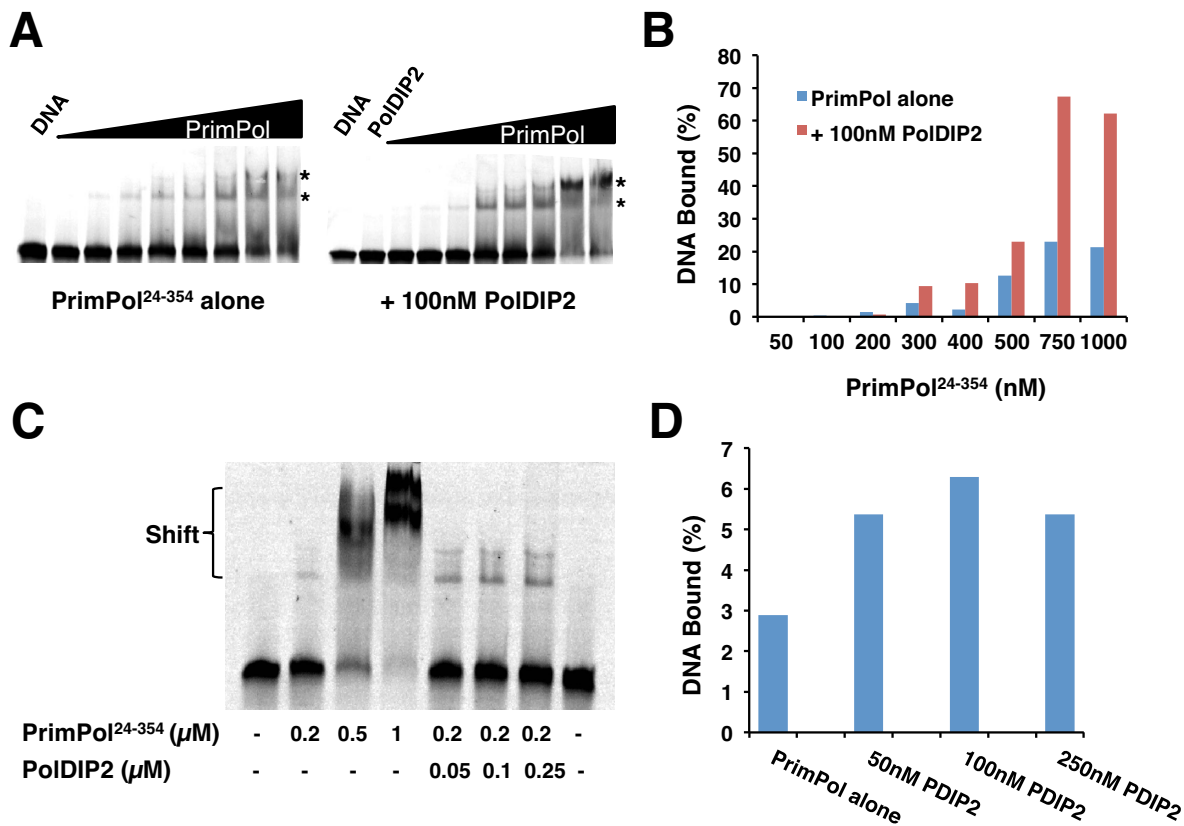 A
DNA
PrimPol
*
*
PrimPol24-354 alone
DNA
PolDIP2
PrimPol
*
*
+ 100nM PolDIP2
B
80
70
60
50
40
30
20
10
0
DNA Bound (%)
PrimPol alone
+ 100nM PolDIP2
50 100 200 300 400 500 750 1000
PrimPol24-354 (nM)
C
Shift
PrimPol24-354 (µM) - 0.2 0.5 1 0.2 0.2 0.2 -
PolDIP2 (µM) - - - - 0.05 0.1 0.25 -
D
7
6
5
4
3
2
1
0
DNA Bound (%)
PrimPol alone
50nM PDIP2
100nM PDIP2
250nM PDIP2